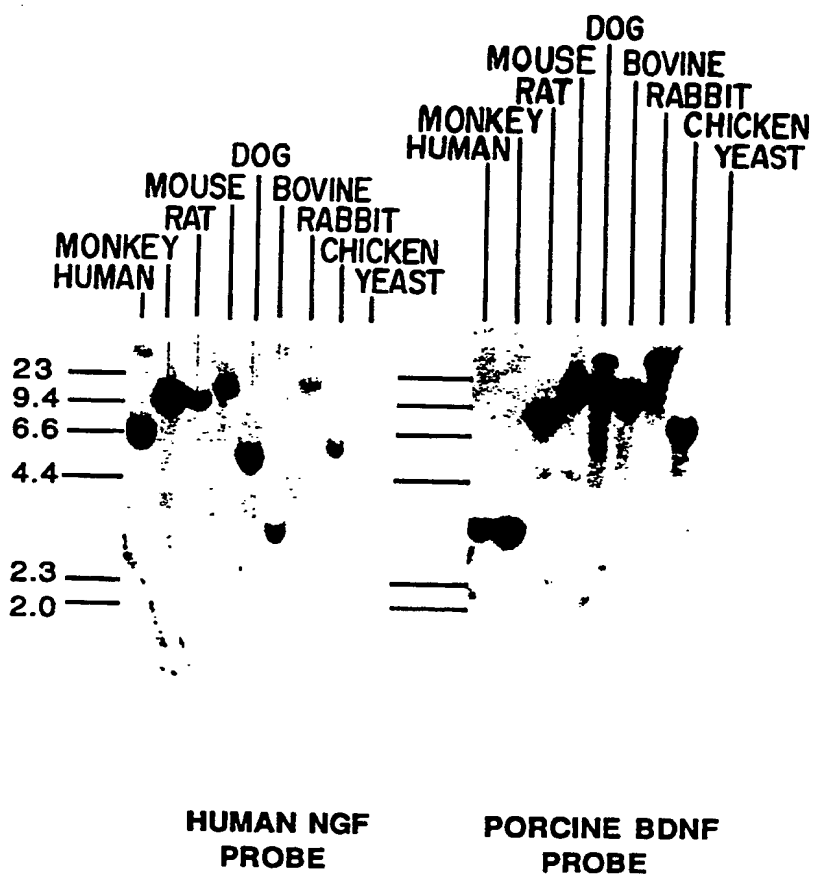 DOG
MOUSE BOVINE
RAT RABBIT
MONKEY CHICKEN
HUMAN YEAST
DOG
MOUSE BOVINE
RAT RABBIT
MONKEY CHICKEN
HUMAN YEAST
23
9.4
6.6
4.4
2.3
2.0
HUMAN NGF
PROBE
PORCINE BDNF
PROBE